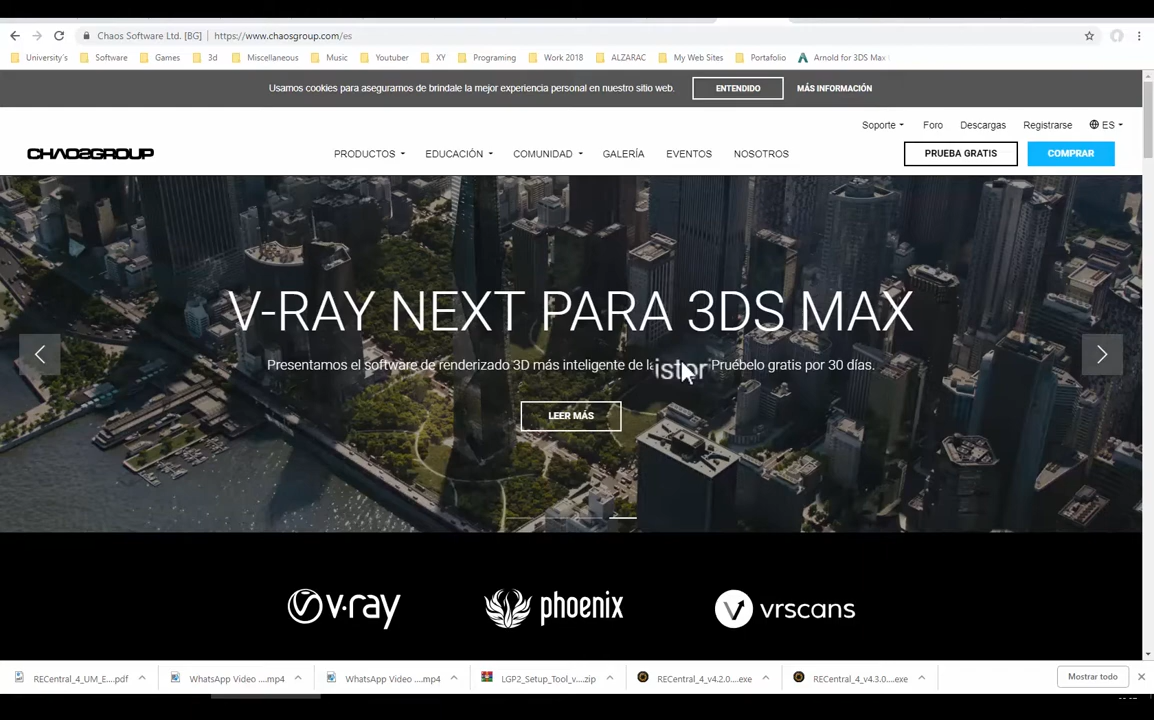 Chaos Software Ltd. [BG] https://www.chaosgroup.com/es
University's Software Games 3d Miscellaneous Music Youtuber XY Programing Work 2018 ALZARAC My Web Sites Portafolio Arnold for 3DS Max
Usamos cookies para asegurarnos de brindale la mejor experiencia personal en nuestro sitio web. ENTENDIDO MÁS INFORMACIÓN
Soporte Foro Descargas Registrarse ES
CHAOSGROUP PRODUCTOS EDUCACIÓN COMUNIDAD GALERÍA EVENTOS NOSOTROS PRUEBA GRATIS COMPRAR
V-RAY NEXT PARA 3DS MAX
Presentamos el software de renderizado 3D más inteligente de Pruébelo gratis por 30 días.
LEER MÁS
v·ray phoenix vrscans
RECentral_4_UM_E....pdf WhatsApp Video ....mp4 WhatsApp Video ....mp4 LGP2_Setup_Tool_v....zip RECentral_4_v4.2.0....exe RECentral_4_v4.3.0....exe Mostrar todo